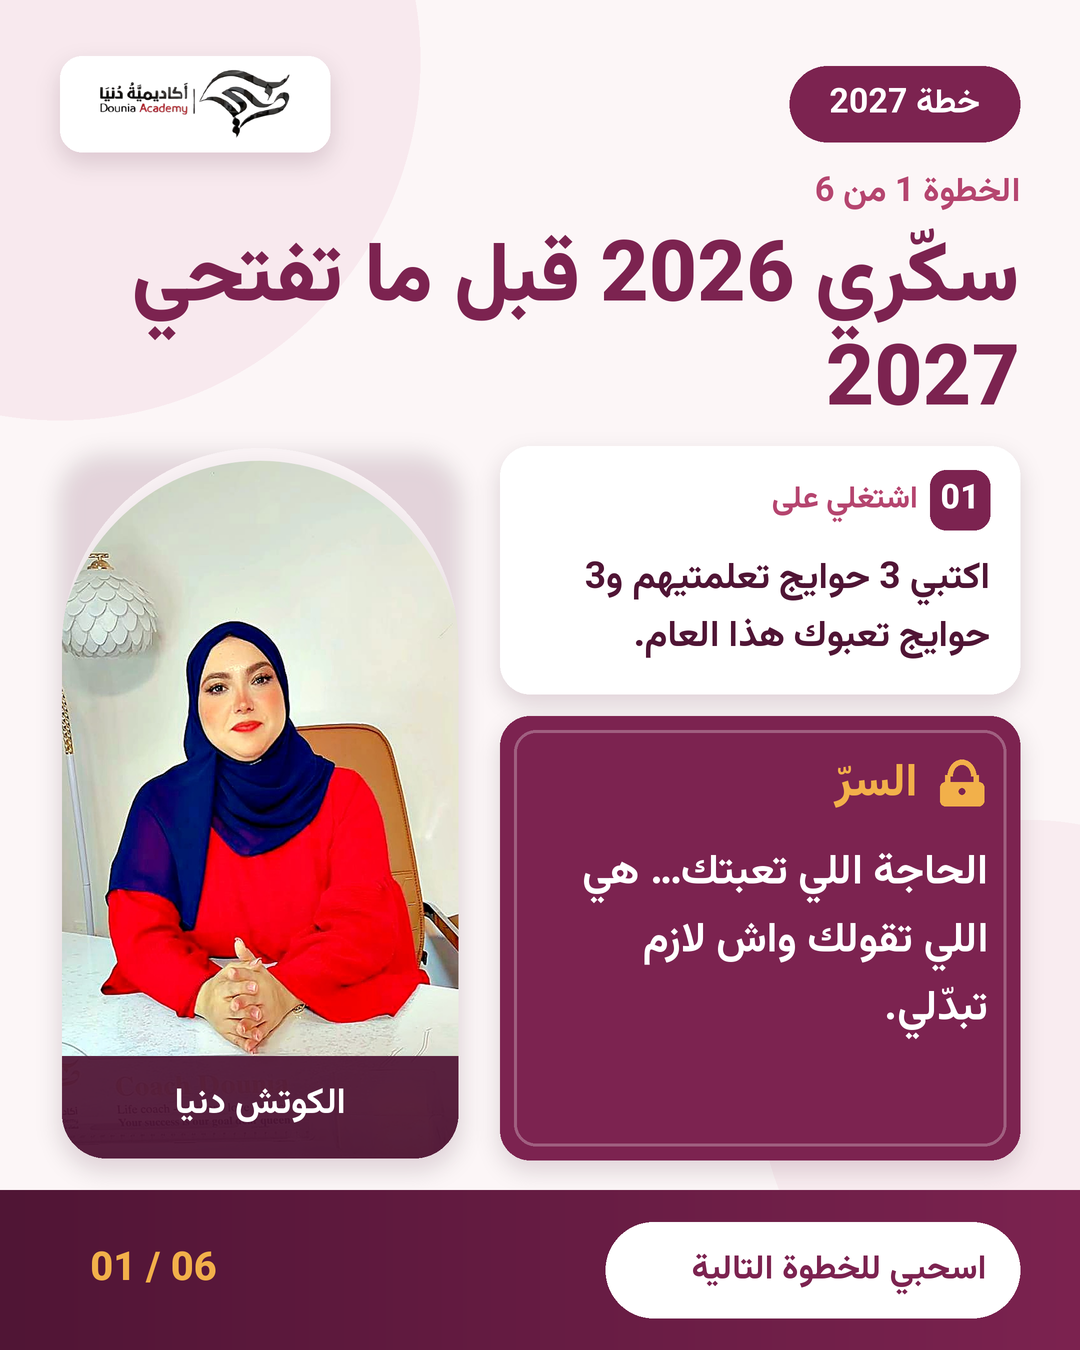 أكاديميَّةُ دُنيَا
Dounia Academy
خطة 2027
الخطوة 1 من 6
سكّري 2026 قبل ما تفتحي
2027
01
اشتغلي على
اكتبي 3 حوايج تعلمتيهم و3
حوايج تعبوك هذا العام.
السرّ
الحاجة اللي تعبتك... هي
اللي تقولك واش لازم
تبدّلي.
الكوتش دنيا
اسحبي للخطوة التالية
01 / 06